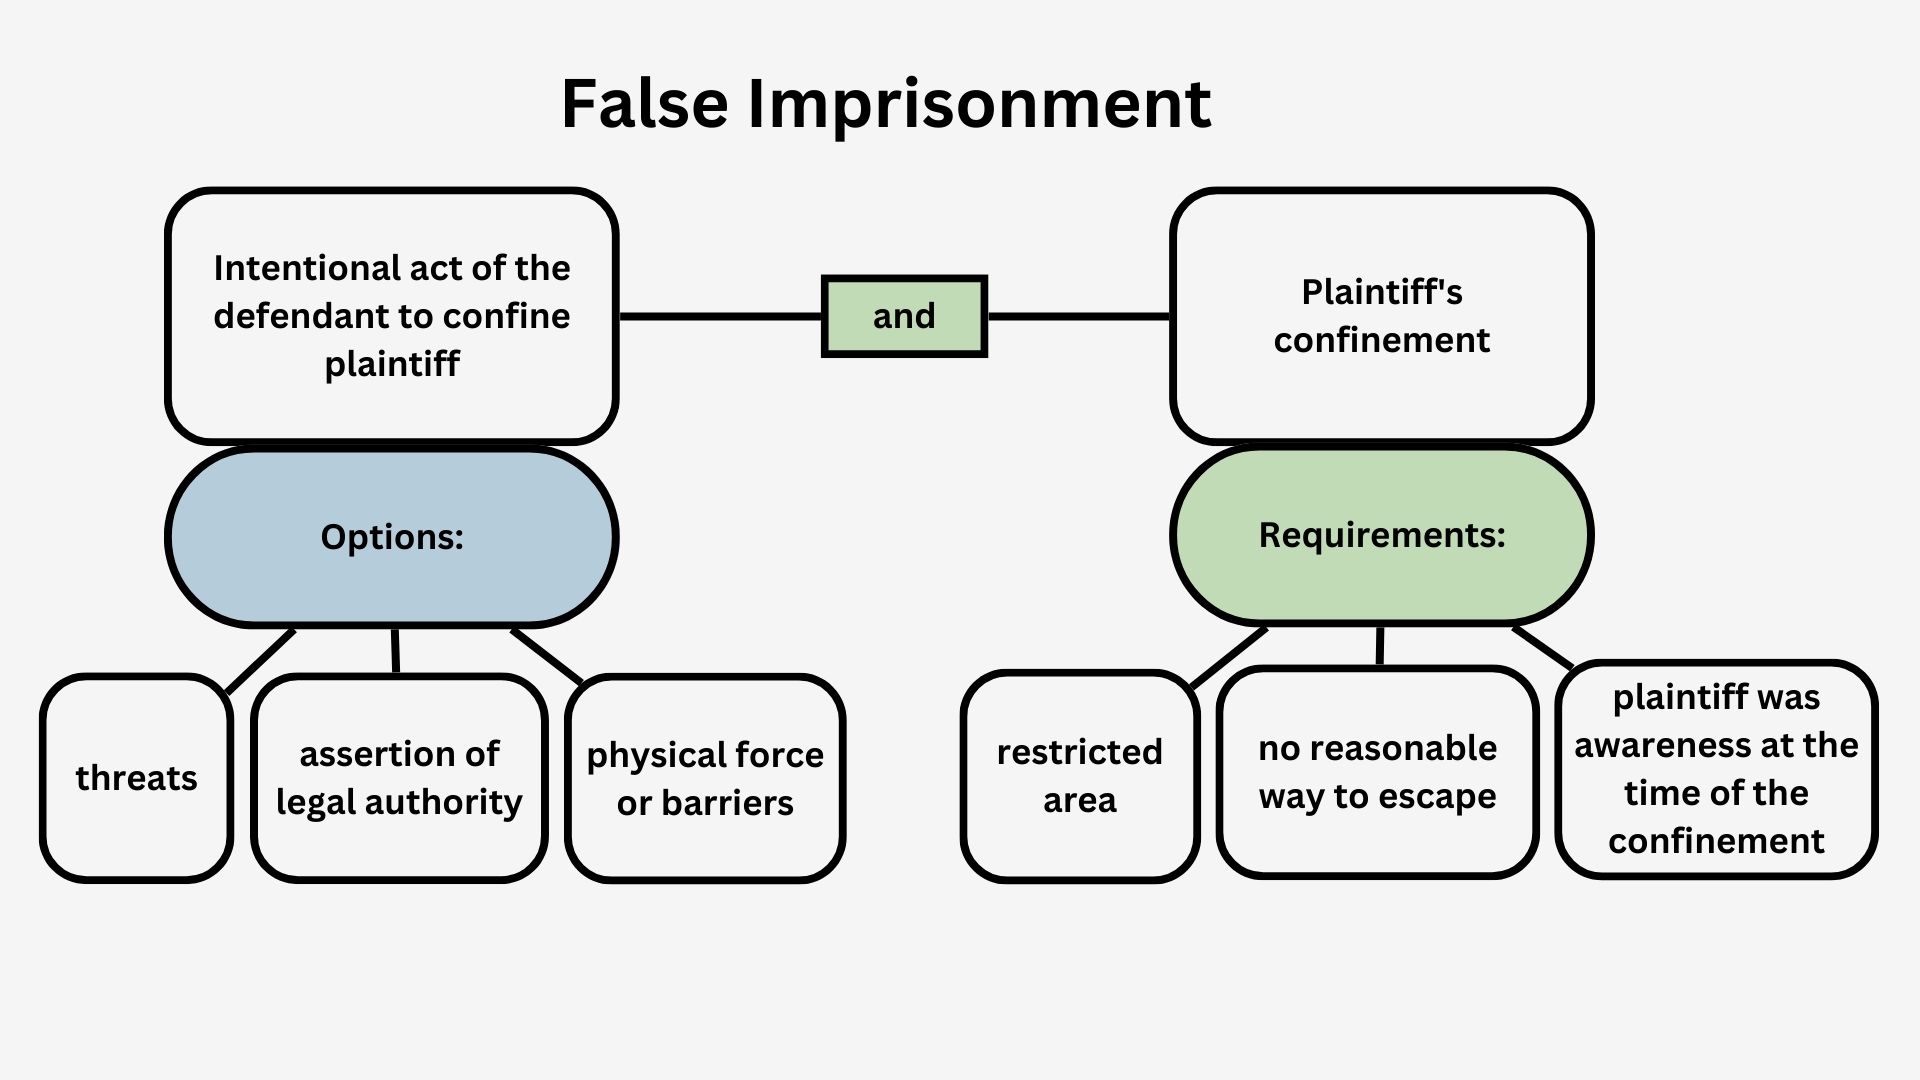 False Imprisonment
Intentional act of the
defendant to confine
plaintiff
and
Plaintiff's
confinement
Options:
Requirements:
threats
assertion of
legal authority
physical force
or barriers
restricted
area
no reasonable
way to escape
plaintiff was
awareness at the
time of the
confinement